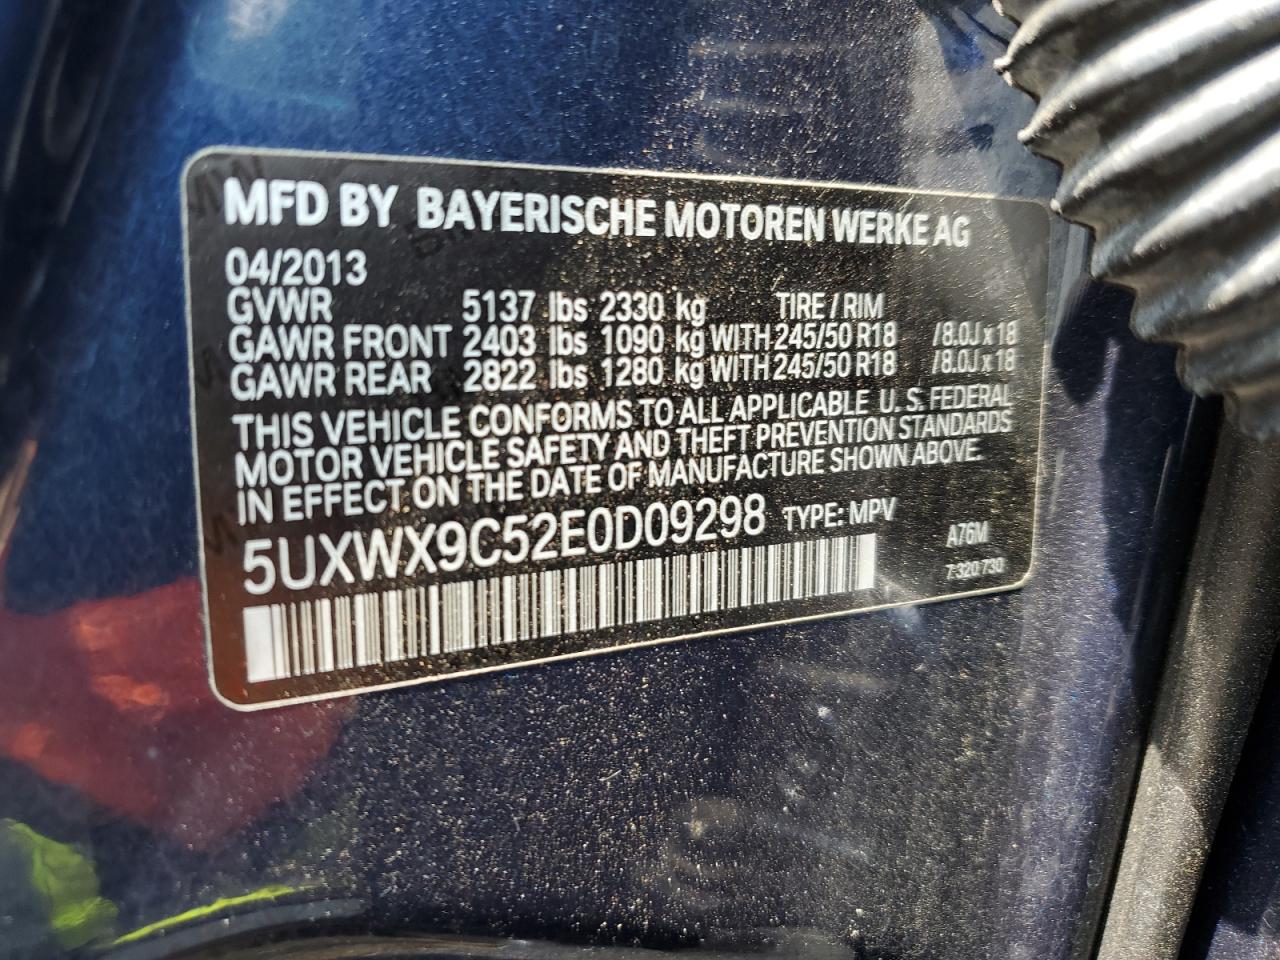 MFD BY BAYERISCHE MOTOREN WERKE AG
04/2013
GVWR 5137 lbs 2330 kg TIRE / RIM
GAWR FRONT 2403 lbs 1090 kg WITH 245/50 R18 /8.0J x 18
GAWR REAR 2822 lbs 1280 kg WITH 245/50 R18 /8.0J x 18
THIS VEHICLE CONFORMS TO ALL APPLICABLE U. S. FEDERAL
MOTOR VEHICLE SAFETY AND THEFT PREVENTION STANDARDS
IN EFFECT ON THE DATE OF MANUFACTURE SHOWN ABOVE.
5UXWX9C52E0D09298 TYPE: MPV
A76M
7 320 730